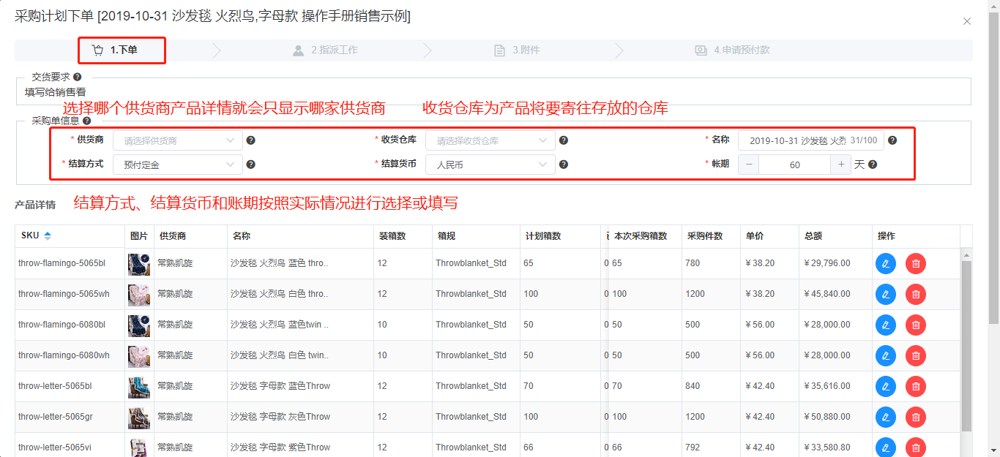 采购计划下单 [2019-10-31 沙发毯 火烈鸟,字母款 操作手册销售示例]
1.下单 2.指派工作 3.附件 4.申请预付款
交货要求
填写给销售看
选择哪个供货商产品详情就会只显示哪家供货商 收货仓库为产品将要寄往存放的仓库
采购单信息
* 供货商 请选择供货商 * 收货仓库 请选择收货仓库 * 名称 2019-10-31 沙发毯 火烈 31/100
* 结算方式 预付定金 * 结算货币 人民币 * 帐期 − 60 + 天
产品详情 结算方式、结算货币和账期按照实际情况进行选择或填写
SKU 图片 供货商 名称 装箱数 箱规 计划箱数 本次采购箱数 采购件数 单价 总额 操作
throw-flamingo-5065bl 常熟凯旋 沙发毯 火烈鸟 蓝色 thro.. 12 Throwblanket_Std 65 0 65 780 ¥38.20 ¥29,796.00
throw-flamingo-5065wh 常熟凯旋 沙发毯 火烈鸟 白色 thro.. 12 Throwblanket_Std 100 0 100 1200 ¥38.20 ¥45,840.00
throw-flamingo-6080bl 常熟凯旋 沙发毯 火烈鸟 蓝色twin .. 10 Throwblanket_Std 50 0 50 500 ¥56.00 ¥28,000.00
throw-flamingo-6080wh 常熟凯旋 沙发毯 火烈鸟 白色 twin.. 10 Throwblanket_Std 50 0 50 500 ¥56.00 ¥28,000.00
throw-letter-5065bl 常熟凯旋 沙发毯 字母款 蓝色Throw 12 Throwblanket_Std 70 0 70 840 ¥42.40 ¥35,616.00
throw-letter-5065gr 常熟凯旋 沙发毯 字母款 灰色Throw 12 Throwblanket_Std 100 0 100 1200 ¥42.40 ¥50,880.00
throw-letter-5065vi 常熟凯旋 沙发毯 字母款 紫色Throw 12 Throwblanket_Std 66 0 66 792 ¥42.40 ¥33,580.80